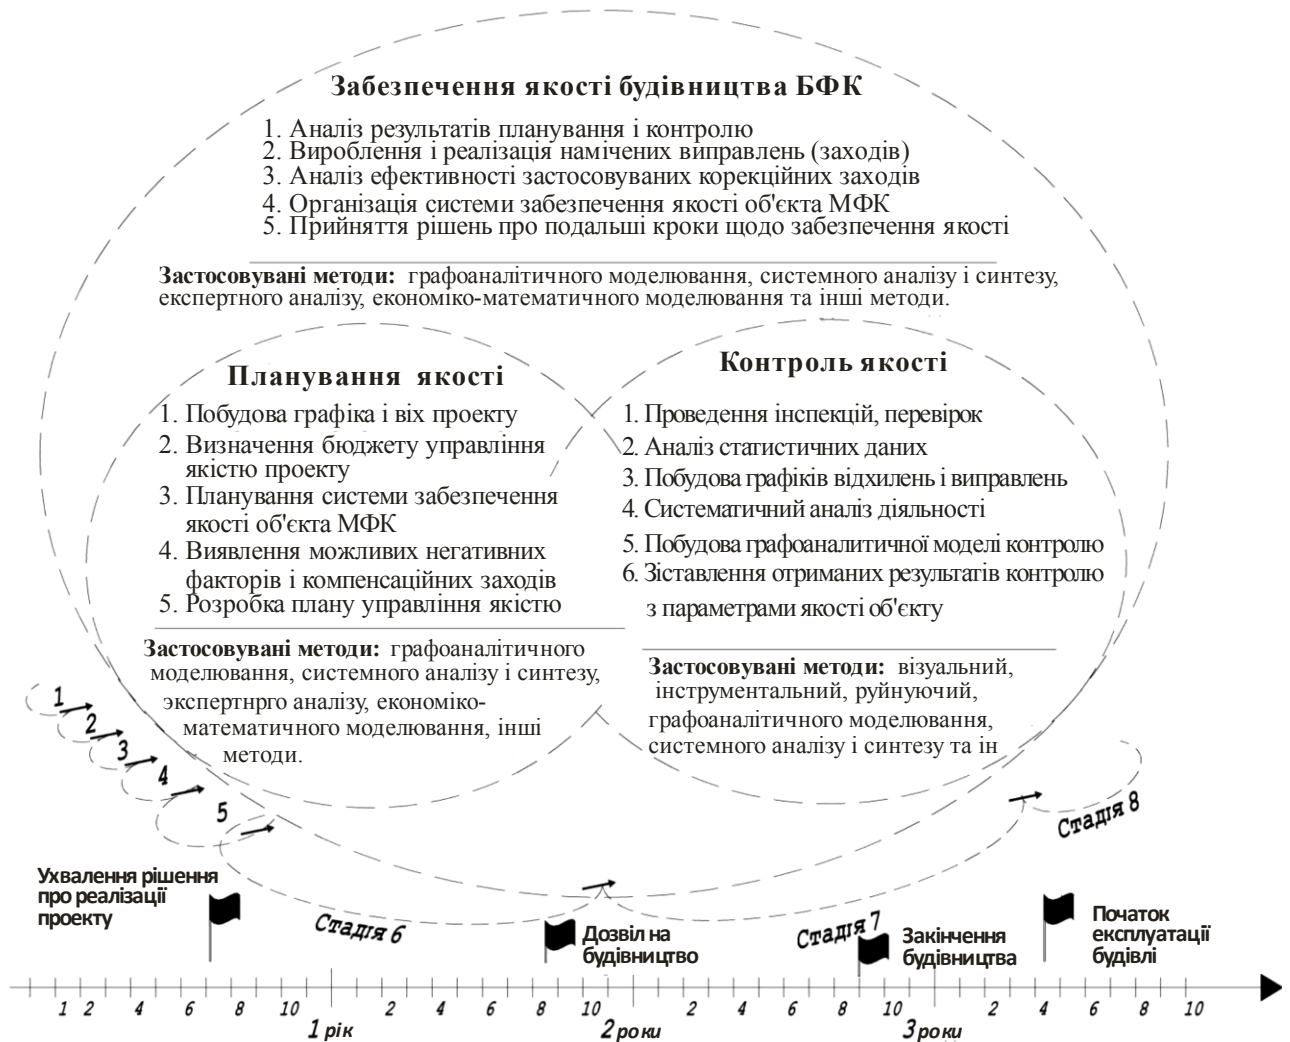 Забезпечення якості будівництва БФК
1. Аналіз результатів планування і контролю
2. Вироблення і реалізація намічених виправлень (заходів)
3. Аналіз ефективності застосовуваних корекційних заходів
4. Організація системи забезпечення якості об'єкта МФК
5. Прийняття рішень про подальші кроки щодо забезпечення якості
Застосовувані методи: графоаналітичного моделювання, системного аналізу і синтезу,
експертного аналізу, економіко-математичного моделювання та інші методи.
Планування якості
1. Побудова графіка і віх проекту
2. Визначення бюджету управління
якістю проекту
3. Планування системи забезпечення
якості об'єкта МФК
4. Виявлення можливих негативних
факторів і компенсаційних заходів
5. Розробка плану управління якістю
Застосовувані методи: графоаналітичного
моделювання, системного аналізу і синтезу,
экспертнрго аналізу, економіко-
математичного моделювання, інші
методи.
Контроль якості
1. Проведення інспекцій, перевірок
2. Аналіз статистичних даних
3. Побудова графіків відхилень і виправлень
4. Систематичний аналіз діяльності
5. Побудова графоаналитичної моделі контролю
6. Зіставлення отриманих результатів контролю
з параметрами якості об'єкту
Застосовувані методи: візуальний,
інструментальний, руйнуючий,
графоаналітичного моделювання,
системного аналізу і синтезу та ін
1
2
3
4
5
Стадія 6
Стадія 7
Стадія 8
Ухвалення рішення
про реалізації
проекту
Дозвіл на
будівництво
Закінчення
будівництва
Початок
експлуатації
будівлі
1 2 4 6 8 10 2 4 6 8 10 2 4 6 8 10 2 4 6 8 10
1 рік 2 роки 3 роки